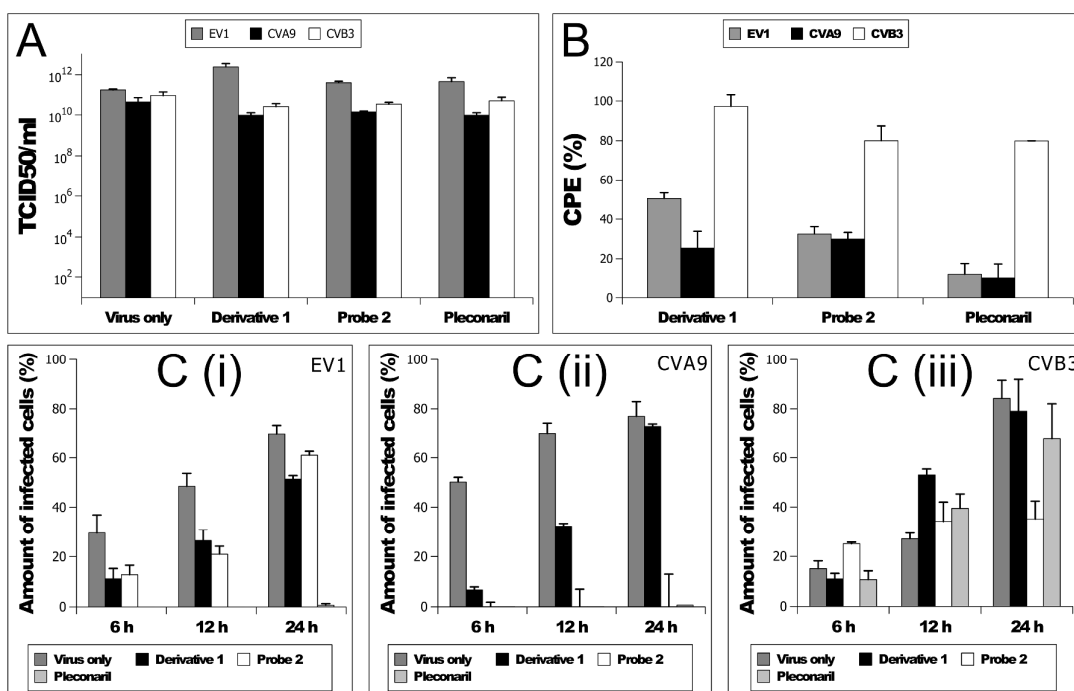 A
EV1 CVA9 CVB3
TCID50/ml
10^12
10^10
10^8
10^6
10^4
10^2
Virus only Derivative 1 Probe 2 Pleconaril
B
EV1 CVA9 CVB3
CPE (%)
120
100
80
60
40
20
0
Derivative 1 Probe 2 Pleconaril
C (i) EV1
Amount of infected cells (%)
100
80
60
40
20
0
6 h 12 h 24 h
Virus only Derivative 1 Probe 2
Pleconaril
C (ii) CVA9
Amount of infected cells (%)
100
80
60
40
20
0
6 h 12 h 24 h
Virus only Derivative 1 Probe 2
Pleconaril
C (iii) CVB3
Amount of infected cells (%)
100
80
60
40
20
0
6 h 12 h 24 h
Virus only Derivative 1 Probe 2
Pleconaril